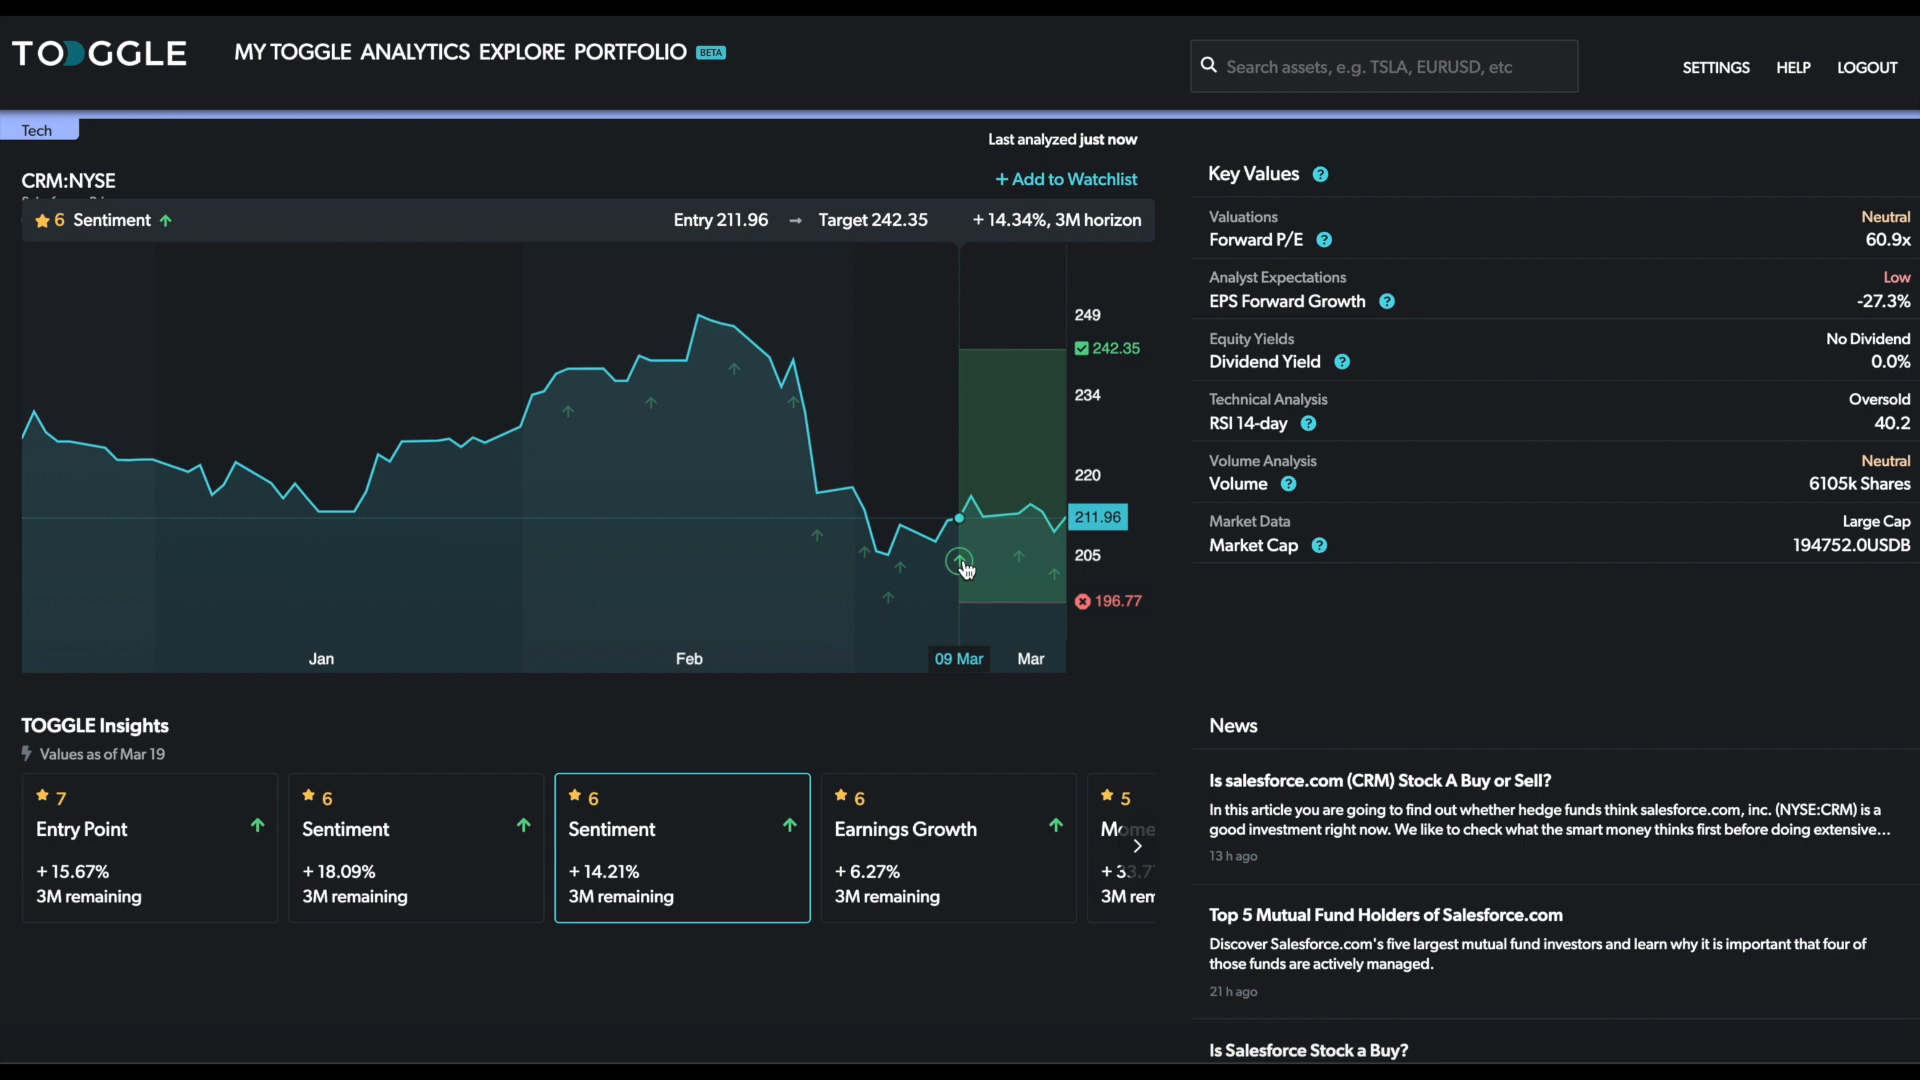 TOGGLE
MY TOGGLE ANALYTICS EXPLORE PORTFOLIO BETA
Search assets, e.g. TSLA, EURUSD, etc
SETTINGS HELP LOGOUT
Tech
Last analyzed just now
CRM:NYSE
+ Add to Watchlist
6 Sentiment ↑ Entry 211.96 → Target 242.35 + 14.34%, 3M horizon
249
242.35
234
220
211.96
205
196.77
Jan Feb 09 Mar Mar
Key Values ?
Valuations Neutral
Forward P/E ? 60.9x
Analyst Expectations Low
EPS Forward Growth ? -27.3%
Equity Yields No Dividend
Dividend Yield ? 0.0%
Technical Analysis Oversold
RSI 14-day ? 40.2
Volume Analysis Neutral
Volume ? 6105k Shares
Market Data Large Cap
Market Cap ? 194752.0USDB
TOGGLE Insights
Values as of Mar 19
7
Entry Point
+ 15.67%
3M remaining
6
Sentiment
+ 18.09%
3M remaining
6
Sentiment
+ 14.21%
3M remaining
6
Earnings Growth
+ 6.27%
3M remaining
5
Mome
+ 33.7
3M rem
News
Is salesforce.com (CRM) Stock A Buy or Sell?
In this article you are going to find out whether hedge funds think salesforce.com, inc. (NYSE:CRM) is a
good investment right now. We like to check what the smart money thinks first before doing extensive...
13 h ago
Top 5 Mutual Fund Holders of Salesforce.com
Discover Salesforce.com's five largest mutual fund investors and learn why it is important that four of
those funds are actively managed.
21 h ago
Is Salesforce Stock a Buy?